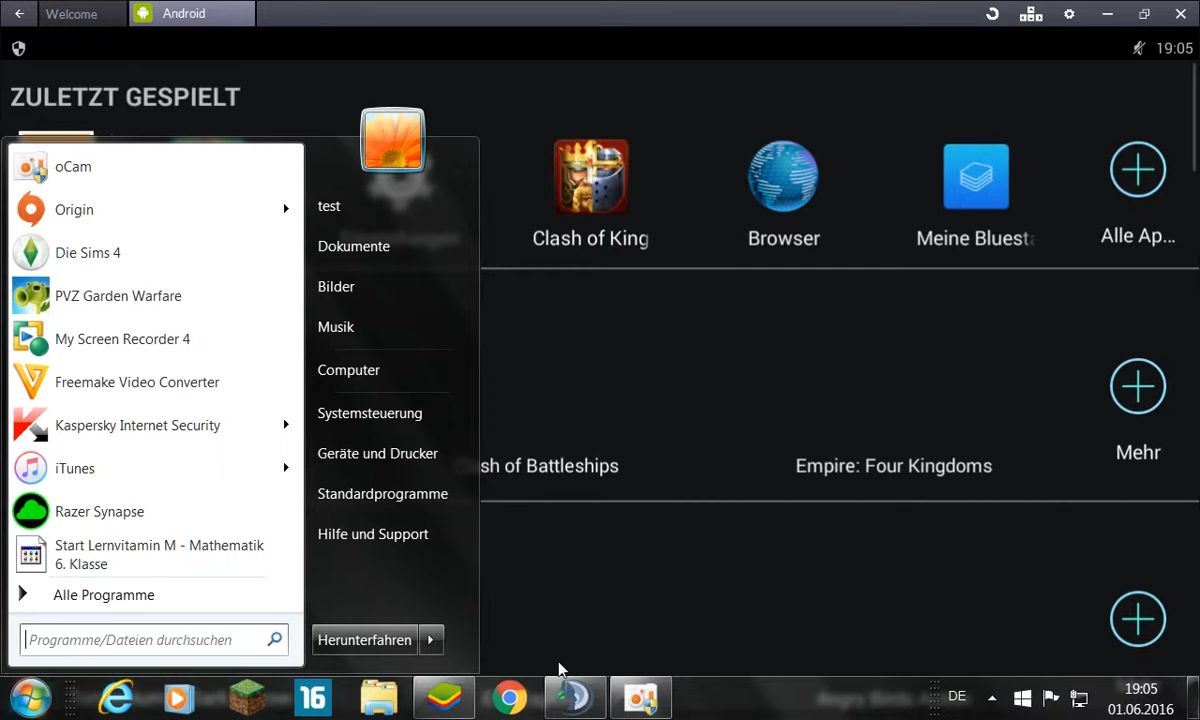 Welcome
Android
19:05
ZULETZT GESPIELT
Clash of King
Browser
Meine Bluesta
Alle Ap...
oCam
Origin
Die Sims 4
PVZ Garden Warfare
My Screen Recorder 4
Freemake Video Converter
Kaspersky Internet Security
iTunes
Razer Synapse
Start Lernvitamin M - Mathematik
6. Klasse
Alle Programme
Programme/Dateien durchsuchen
test
Dokumente
Bilder
Musik
Computer
Systemsteuerung
Geräte und Drucker
Standardprogramme
Hilfe und Support
Herunterfahren
sh of Battleships
Empire: Four Kingdoms
Mehr
16
DE
19:05
01.06.2016